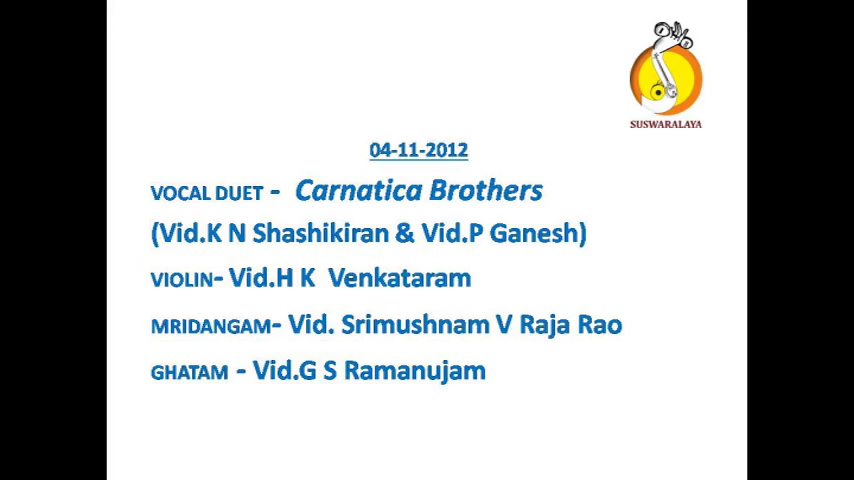 SUSWARALAYA
04-11-2012
VOCAL DUET - Carnatica Brothers
(Vid.K N Shashikiran & Vid.P Ganesh)
VIOLIN- Vid.H K Venkataram
MRIDANGAM- Vid. Srimushnam V Raja Rao
GHATAM - Vid.G S Ramanujam